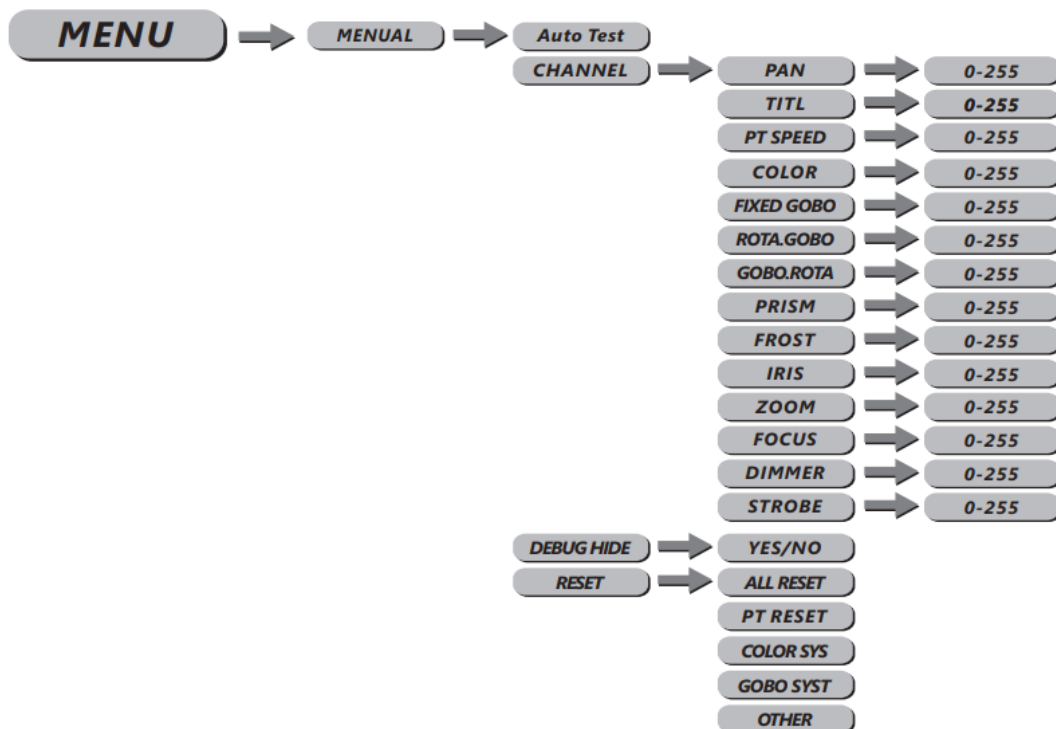 MENU MENUAL Auto Test
CHANNEL PAN 0-255
TITL 0-255
PT SPEED 0-255
COLOR 0-255
FIXED GOBO 0-255
ROTA.GOBO 0-255
GOBO.ROTA 0-255
PRISM 0-255
FROST 0-255
IRIS 0-255
ZOOM 0-255
FOCUS 0-255
DIMMER 0-255
STROBE 0-255
DEBUG HIDE YES/NO
RESET ALL RESET
PT RESET
COLOR SYS
GOBO SYST
OTHER